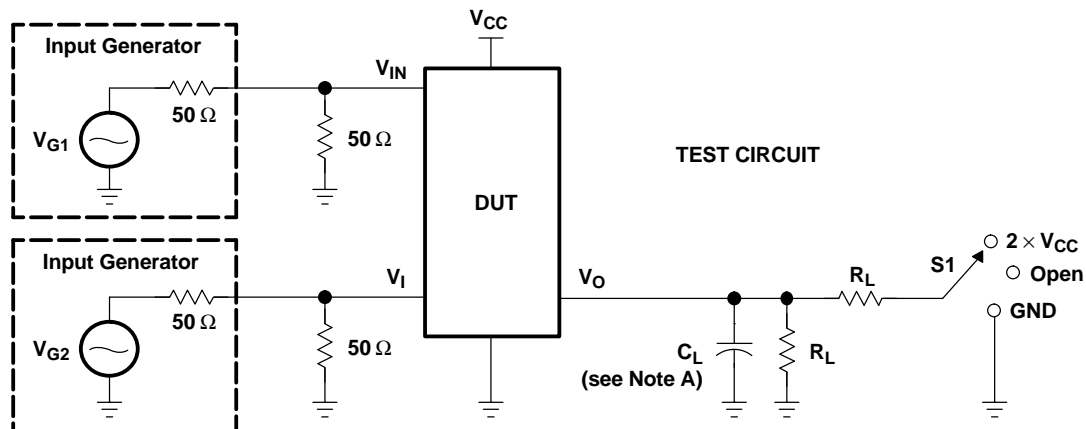 Input Generator
V_G1
50 Ω
V_IN
50 Ω
V_CC
DUT
TEST CIRCUIT
Input Generator
V_G2
50 Ω
V_I
50 Ω
V_O
C_L
(see Note A)
R_L
R_L
S1
2 × V_CC
Open
GND